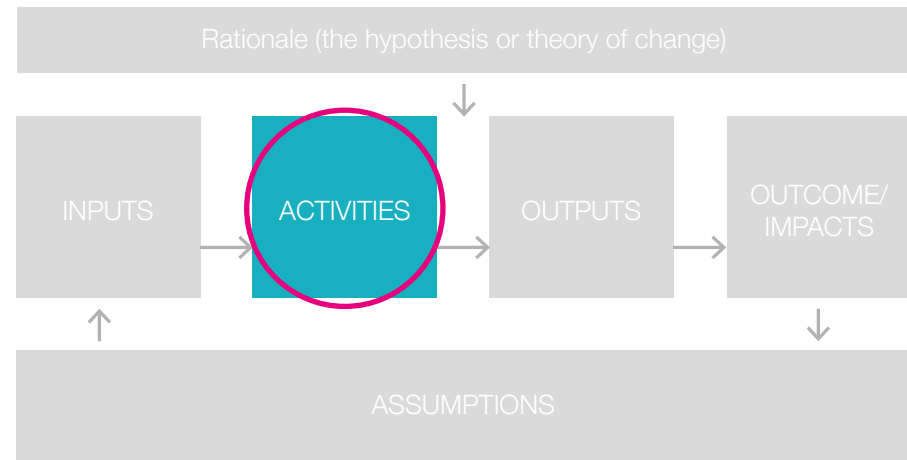 Rationale (the hypothesis or theory of change)
INPUTS
ACTIVITIES
OUTPUTS
OUTCOME/
IMPACTS
ASSUMPTIONS